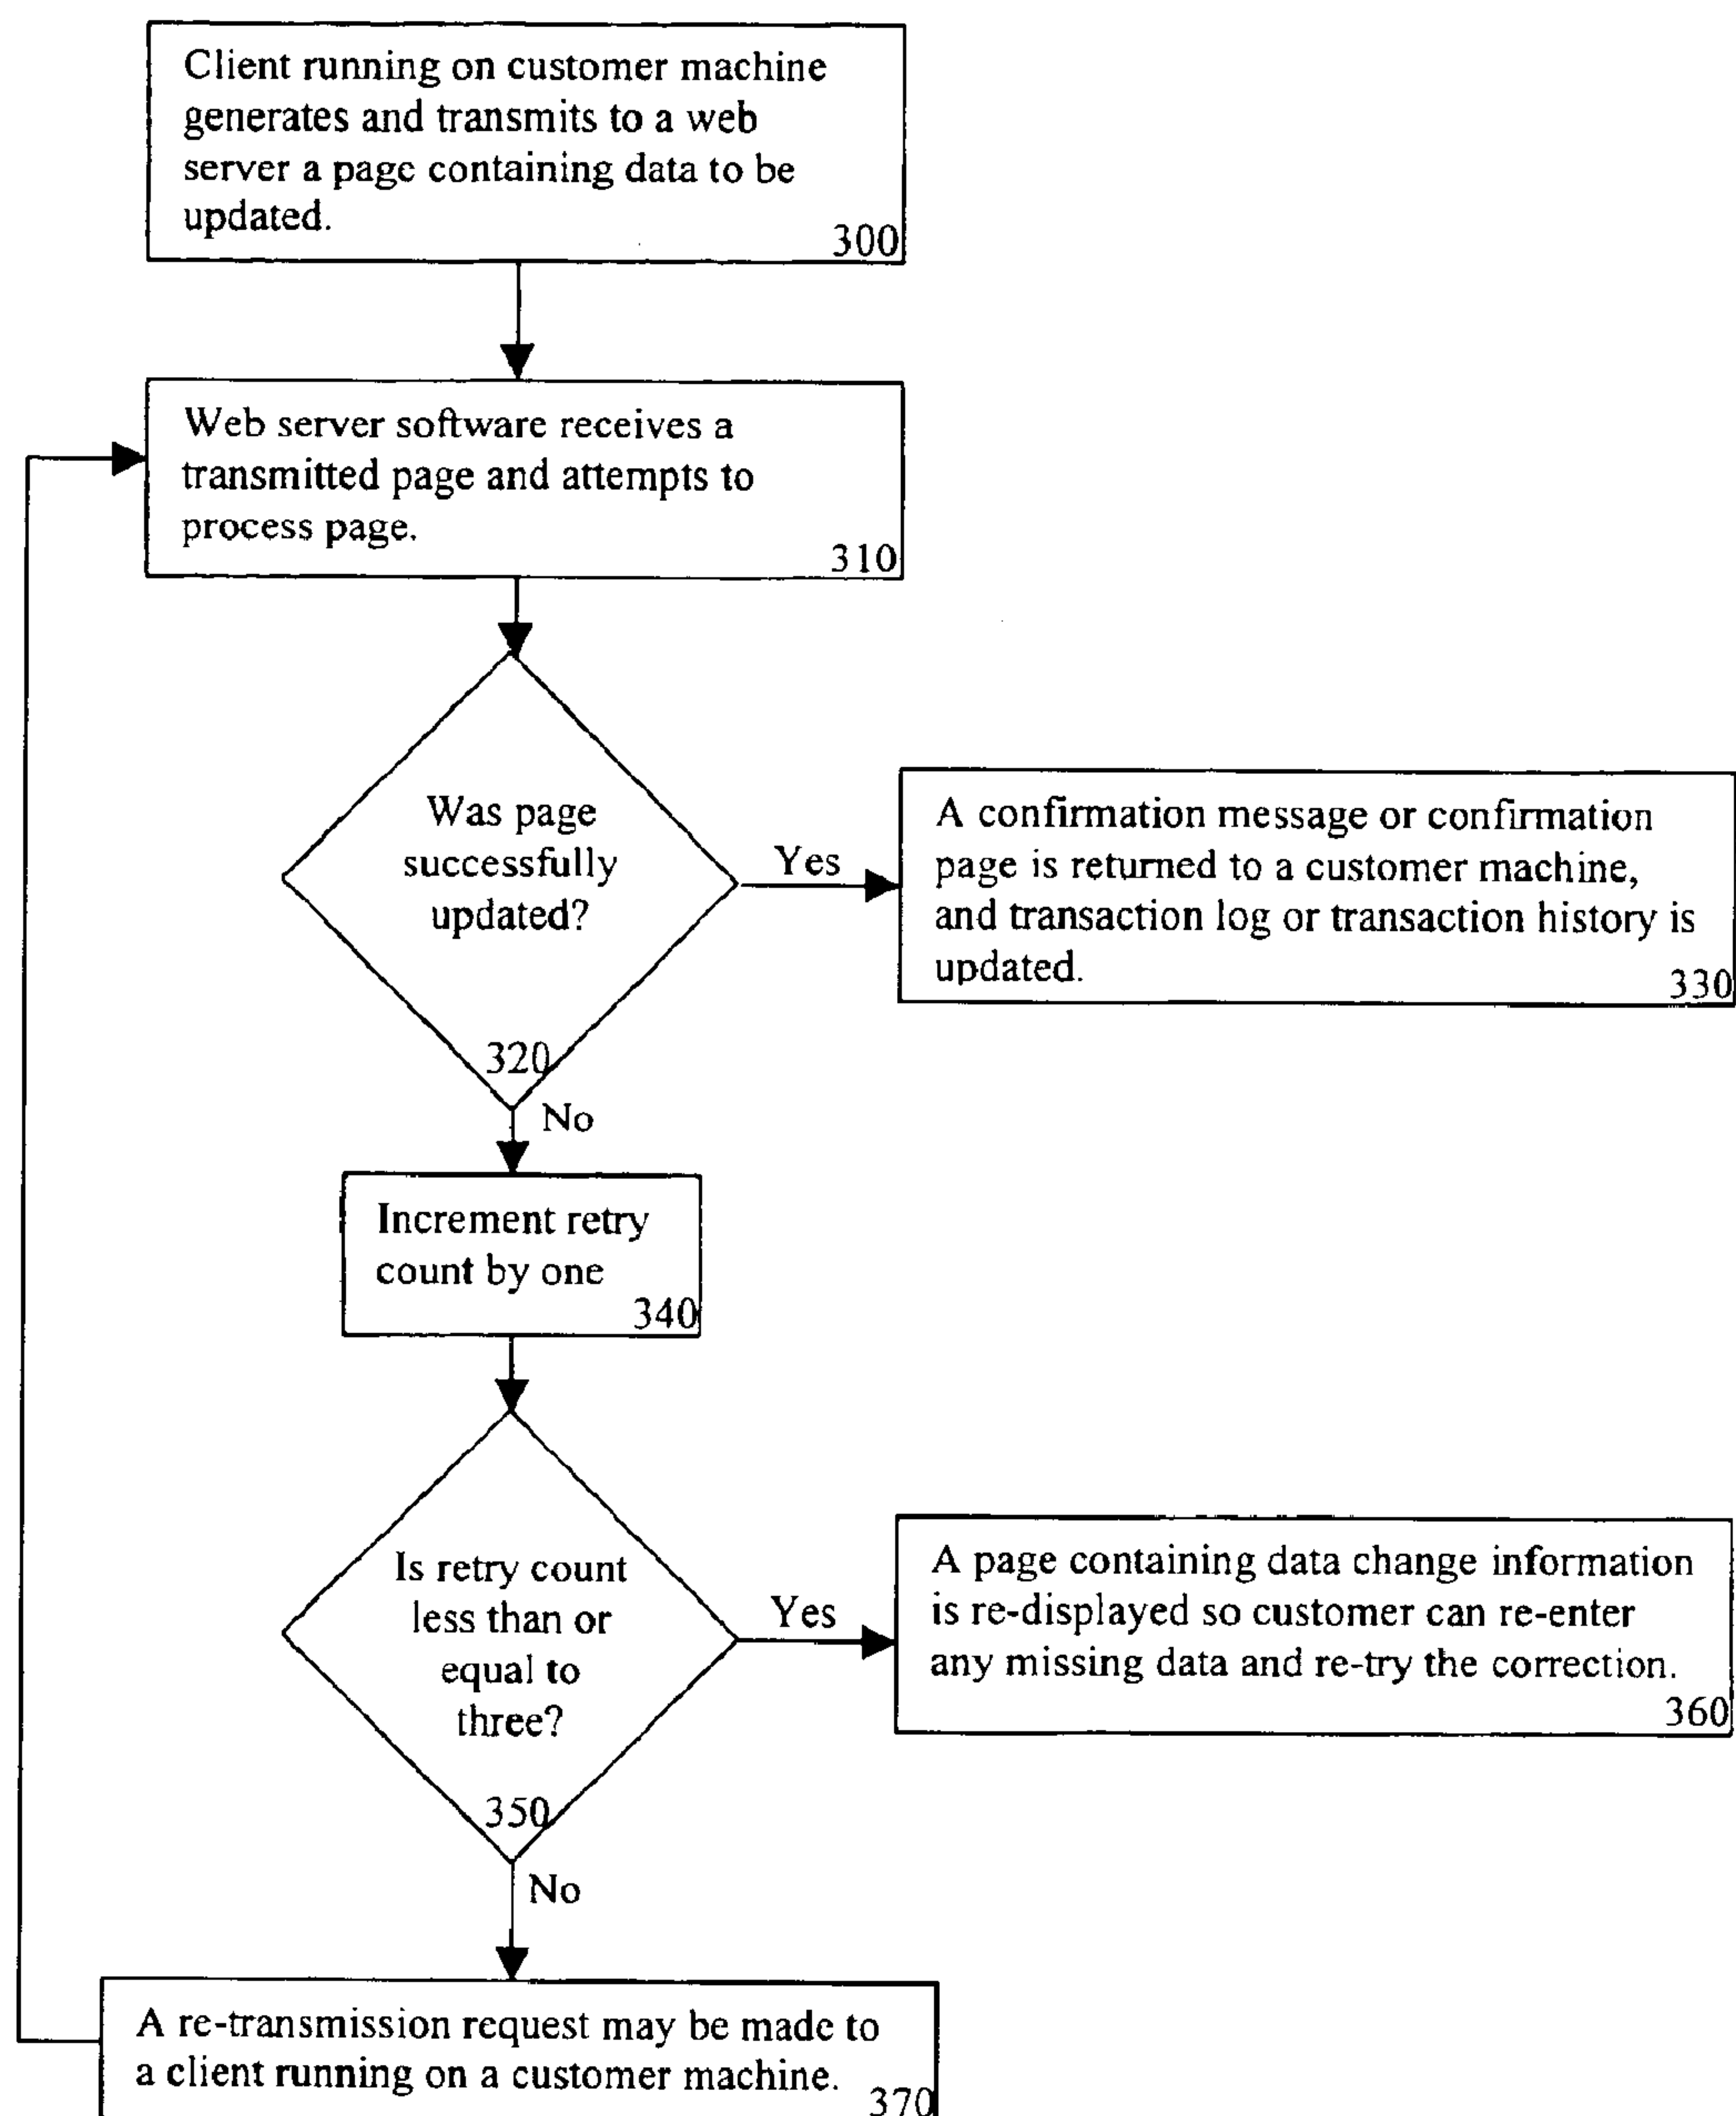 Client running on customer machine
generates and transmits to a web
server a page containing data to be
updated.
300
Web server software receives a
transmitted page and attempts to
process page.
310
Was page
successfully
updated?
320
Yes
A confirmation message or confirmation
page is returned to a customer machine,
and transaction log or transaction history is
updated.
330
No
Increment retry
count by one
340
Is retry count
less than or
equal to
three?
350
Yes
A page containing data change information
is re-displayed so customer can re-enter
any missing data and re-try the correction.
360
No
A re-transmission request may be made to
a client running on a customer machine.
370